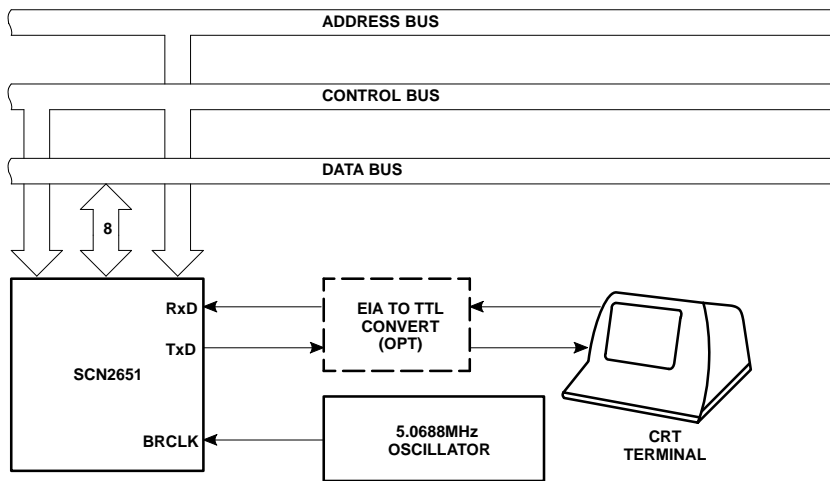 ADDRESS BUS
CONTROL BUS
DATA BUS
8
RxD
TxD
SCN2651
BRCLK
EIA TO TTL
CONVERT
(OPT)
5.0688MHz
OSCILLATOR
CRT
TERMINAL